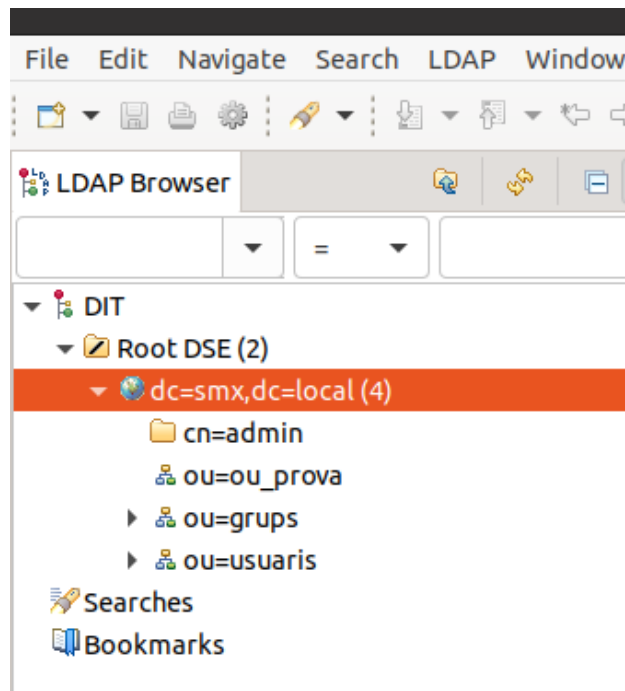 File Edit Navigate Search LDAP Window
LDAP Browser
=
DIT
Root DSE (2)
dc=smx,dc=local (4)
cn=admin
ou=ou_prova
ou=grups
ou=usuaris
Searches
Bookmarks